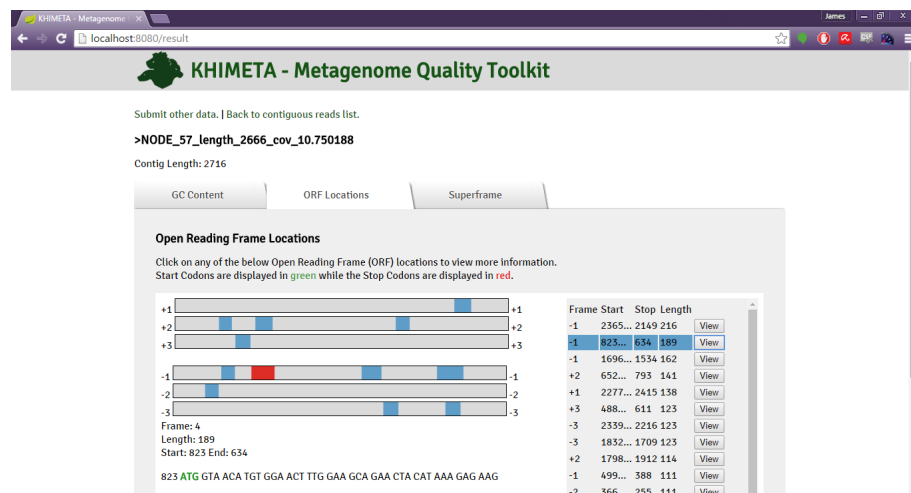 KHIMETA - Metagenome
James
localhost:8080/result
KHIMETA - Metagenome Quality Toolkit
Submit other data. | Back to contiguous reads list.
>NODE_57_length_2666_cov_10.750188
Contig Length: 2716
GC Content ORF Locations Superframe
Open Reading Frame Locations
Click on any of the below Open Reading Frame (ORF) locations to view more information.
Start Codons are displayed in green while the Stop Codons are displayed in red.
+1 +1
+2 +2
+3 +3
-1 -1
-2 -2
-3 -3
Frame: 4
Length: 189
Start: 823 End: 634
823 ATG GTA ACA TGT GGA ACT TTG GAA GCA GAA CTA CAT AAA GAG AAG
Frame Start Stop Length
-1 2365... 2149 216 View
-1 823... 634 189 View
-1 1696... 1534 162 View
+2 652... 793 141 View
+1 2277... 2415 138 View
+3 488... 611 123 View
-3 2339... 2216 123 View
-3 1832... 1709 123 View
+2 1798... 1912 114 View
-1 499... 388 111 View
-2 366... 255 111 View